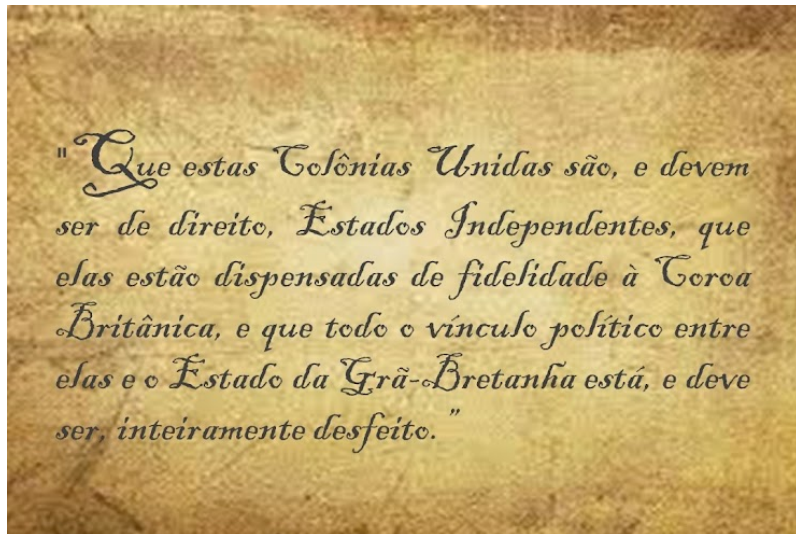 "Que estas Colônias Unidas são, e devem
ser de direito, Estados Independentes, que
elas estão dispensadas de fidelidade à Coroa
Britânica, e que todo o vínculo político entre
elas e o Estado da Grã-Bretanha está, e deve
ser, inteiramente desfeito."